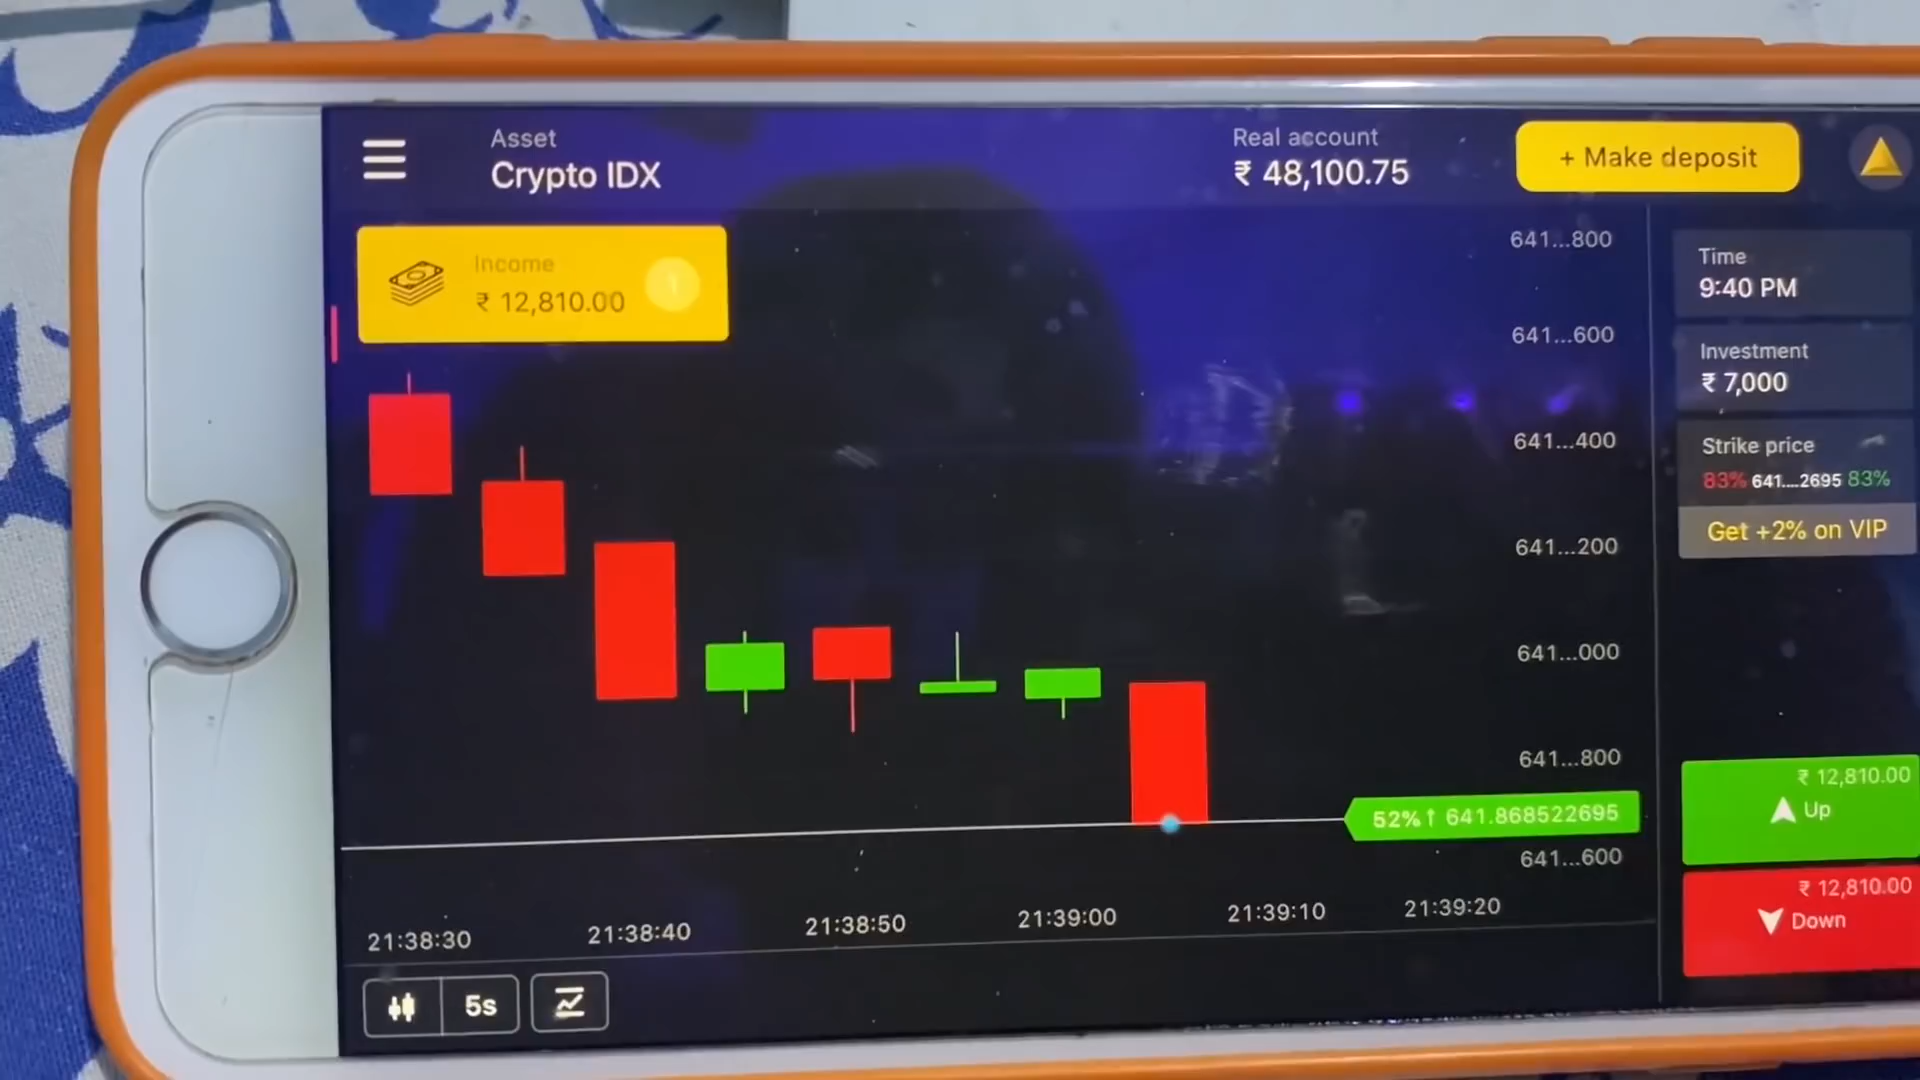 Asset
Crypto IDX
Real account
₹ 48,100.75
+ Make deposit
Income
₹ 12,810.00
641...800
641...600
641...400
641...200
641...000
641...800
641...600
52%↑ 641.868522695
Time
9:40 PM
Investment
₹ 7,000
Strike price
83% 641....2695 83%
Get +2% on VIP
₹ 12,810.00
Up
₹ 12,810.00
Down
21:38:30
21:38:40
21:38:50
21:39:00
21:39:10
21:39:20
5s